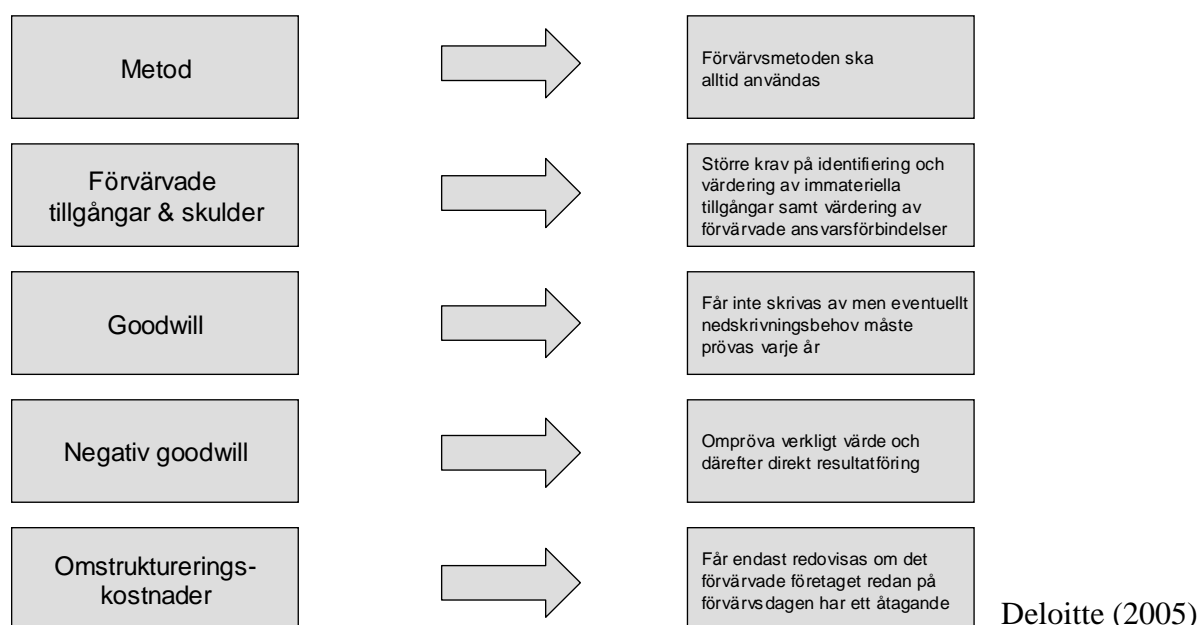 Metod
Förvärvsmetoden ska
alltid användas
Förvärvade
tillgångar & skulder
Större krav på identifiering och
värdering av immateriella
tillgångar samt värdering av
förvärvade ansvarsförbindelser
Goodwill
Får inte skrivas av men eventuellt
nedskrivningsbehov måste
prövas varje år
Negativ goodwill
Ompröva verkligt värde och
därefter direkt resultatföring
Omstrukturerings-
kostnader
Får endast redovisas om det
förvärvade företaget redan på
förvärvsdagen har ett åtagande
Deloitte (2005)